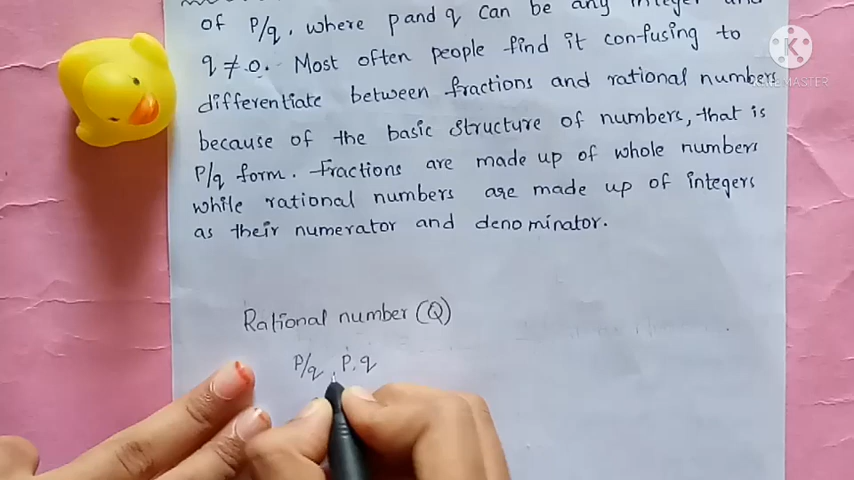 of P/q, where p and q can be any integer and
q ≠ 0. Most often people find it confusing to
differentiate between fractions and rational numbers
because of the basic structure of numbers, that is
P/q form. Fractions are made up of whole numbers
while rational numbers are made up of integers
as their numerator and denominator.
Rational number (Q)
P/q, P, q